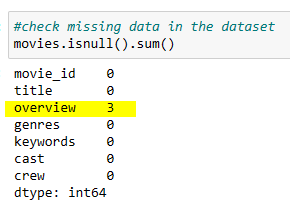 #check missing data in the dataset
movies.isnull().sum()
movie_id 0
title 0
overview 3
genres 0
keywords 0
cast 0
crew 0
dtype: int64